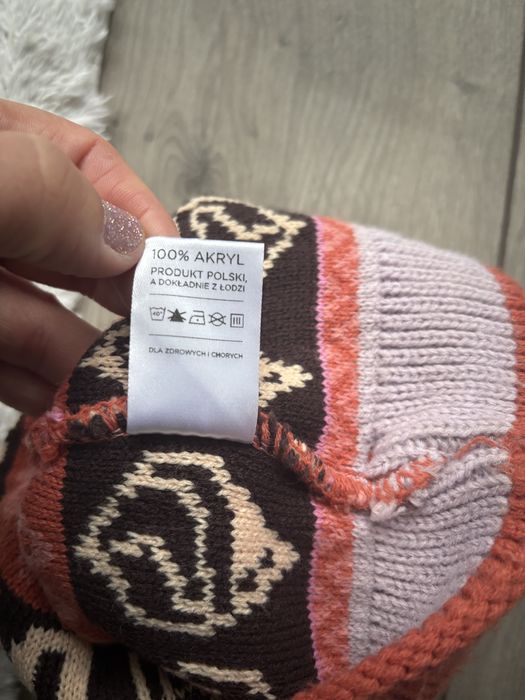 100% AKRYL
PRODUKT POLSKI,
A DOKŁADNIE Z ŁODZI
40°
DLA ZDROWYCH I CHORYCH